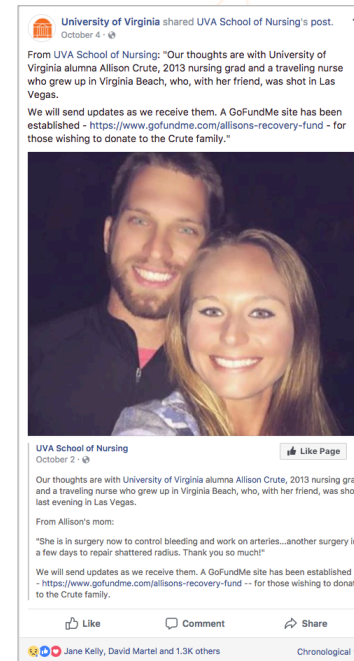 University of Virginia shared UVA School of Nursing's post.
October 4 ·
From UVA School of Nursing: "Our thoughts are with University of
Virginia alumna Allison Crute, 2013 nursing grad and a traveling nurse
who grew up in Virginia Beach, who, with her friend, was shot in Las
Vegas.
We will send updates as we receive them. A GoFundMe site has been
established - https://www.gofundme.com/allisons-recovery-fund - for
those wishing to donate to the Crute family."
UVA School of Nursing
October 2 ·
Like Page
Our thoughts are with University of Virginia alumna Allison Crute, 2013 nursing gra
and a traveling nurse who grew up in Virginia Beach, who, with her friend, was sho
last evening in Las Vegas.
From Allison's mom:
"She is in surgery now to control bleeding and work on arteries...another surgery i
a few days to repair shattered radius. Thank you so much!"
We will send updates as we receive them. A GoFundMe site has been established
- https://www.gofundme.com/allisons-recovery-fund -- for those wishing to donat
to the Crute family.
Like Comment Share
Jane Kelly, David Martel and 1.3K others Chronological